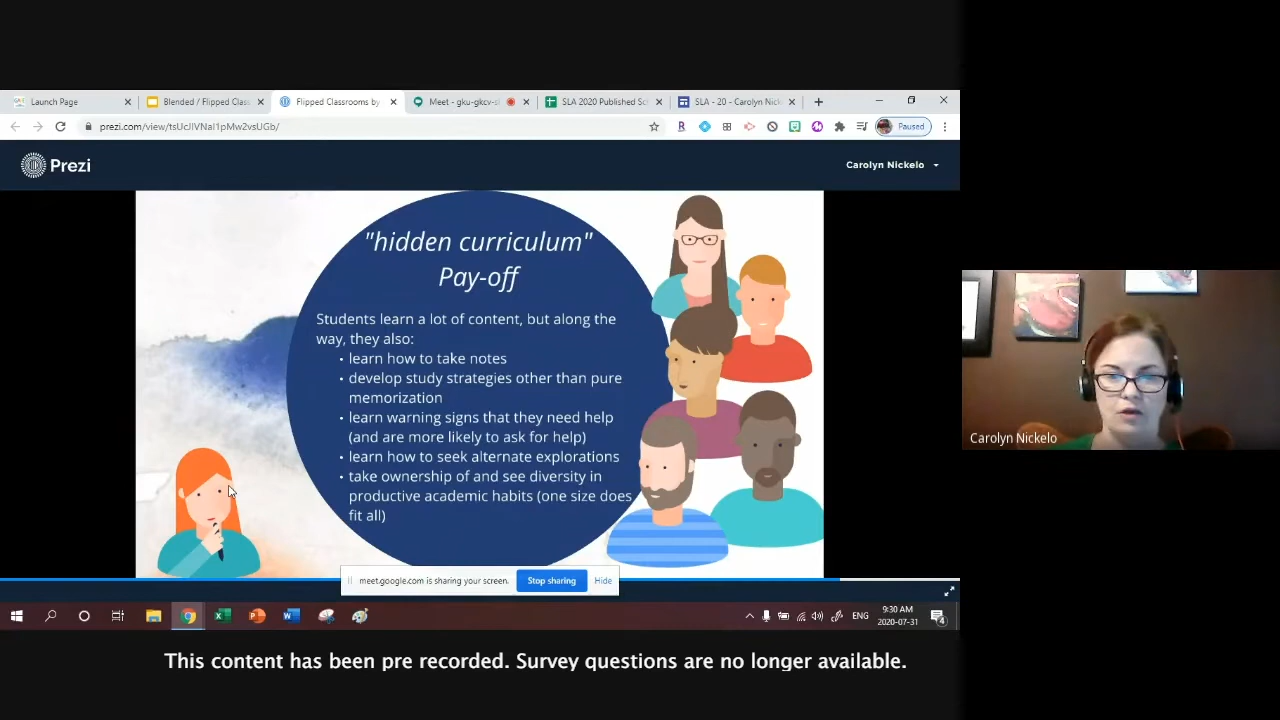 Launch Page
Blended / Flipped Clas
Flipped Classrooms by
Meet - gku-gkcv-s
SLA 2020 Published Sc
SLA - 20 - Carolyn Nick
prezi.com/view/tsUcJIVNaI1pMw2vsUGb/
Paused
Prezi
Carolyn Nickelo
"hidden curriculum"
Pay-off
Students learn a lot of content, but along the
way, they also:
• learn how to take notes
• develop study strategies other than pure
memorization
• learn warning signs that they need help
(and are more likely to ask for help)
• learn how to seek alternate explorations
• take ownership of and see diversity in
productive academic habits (one size does
fit all)
Carolyn Nickelo
meet.google.com is sharing your screen.
Stop sharing
Hide
ENG
9:30 AM
2020-07-31
4
This content has been pre recorded. Survey questions are no longer available.